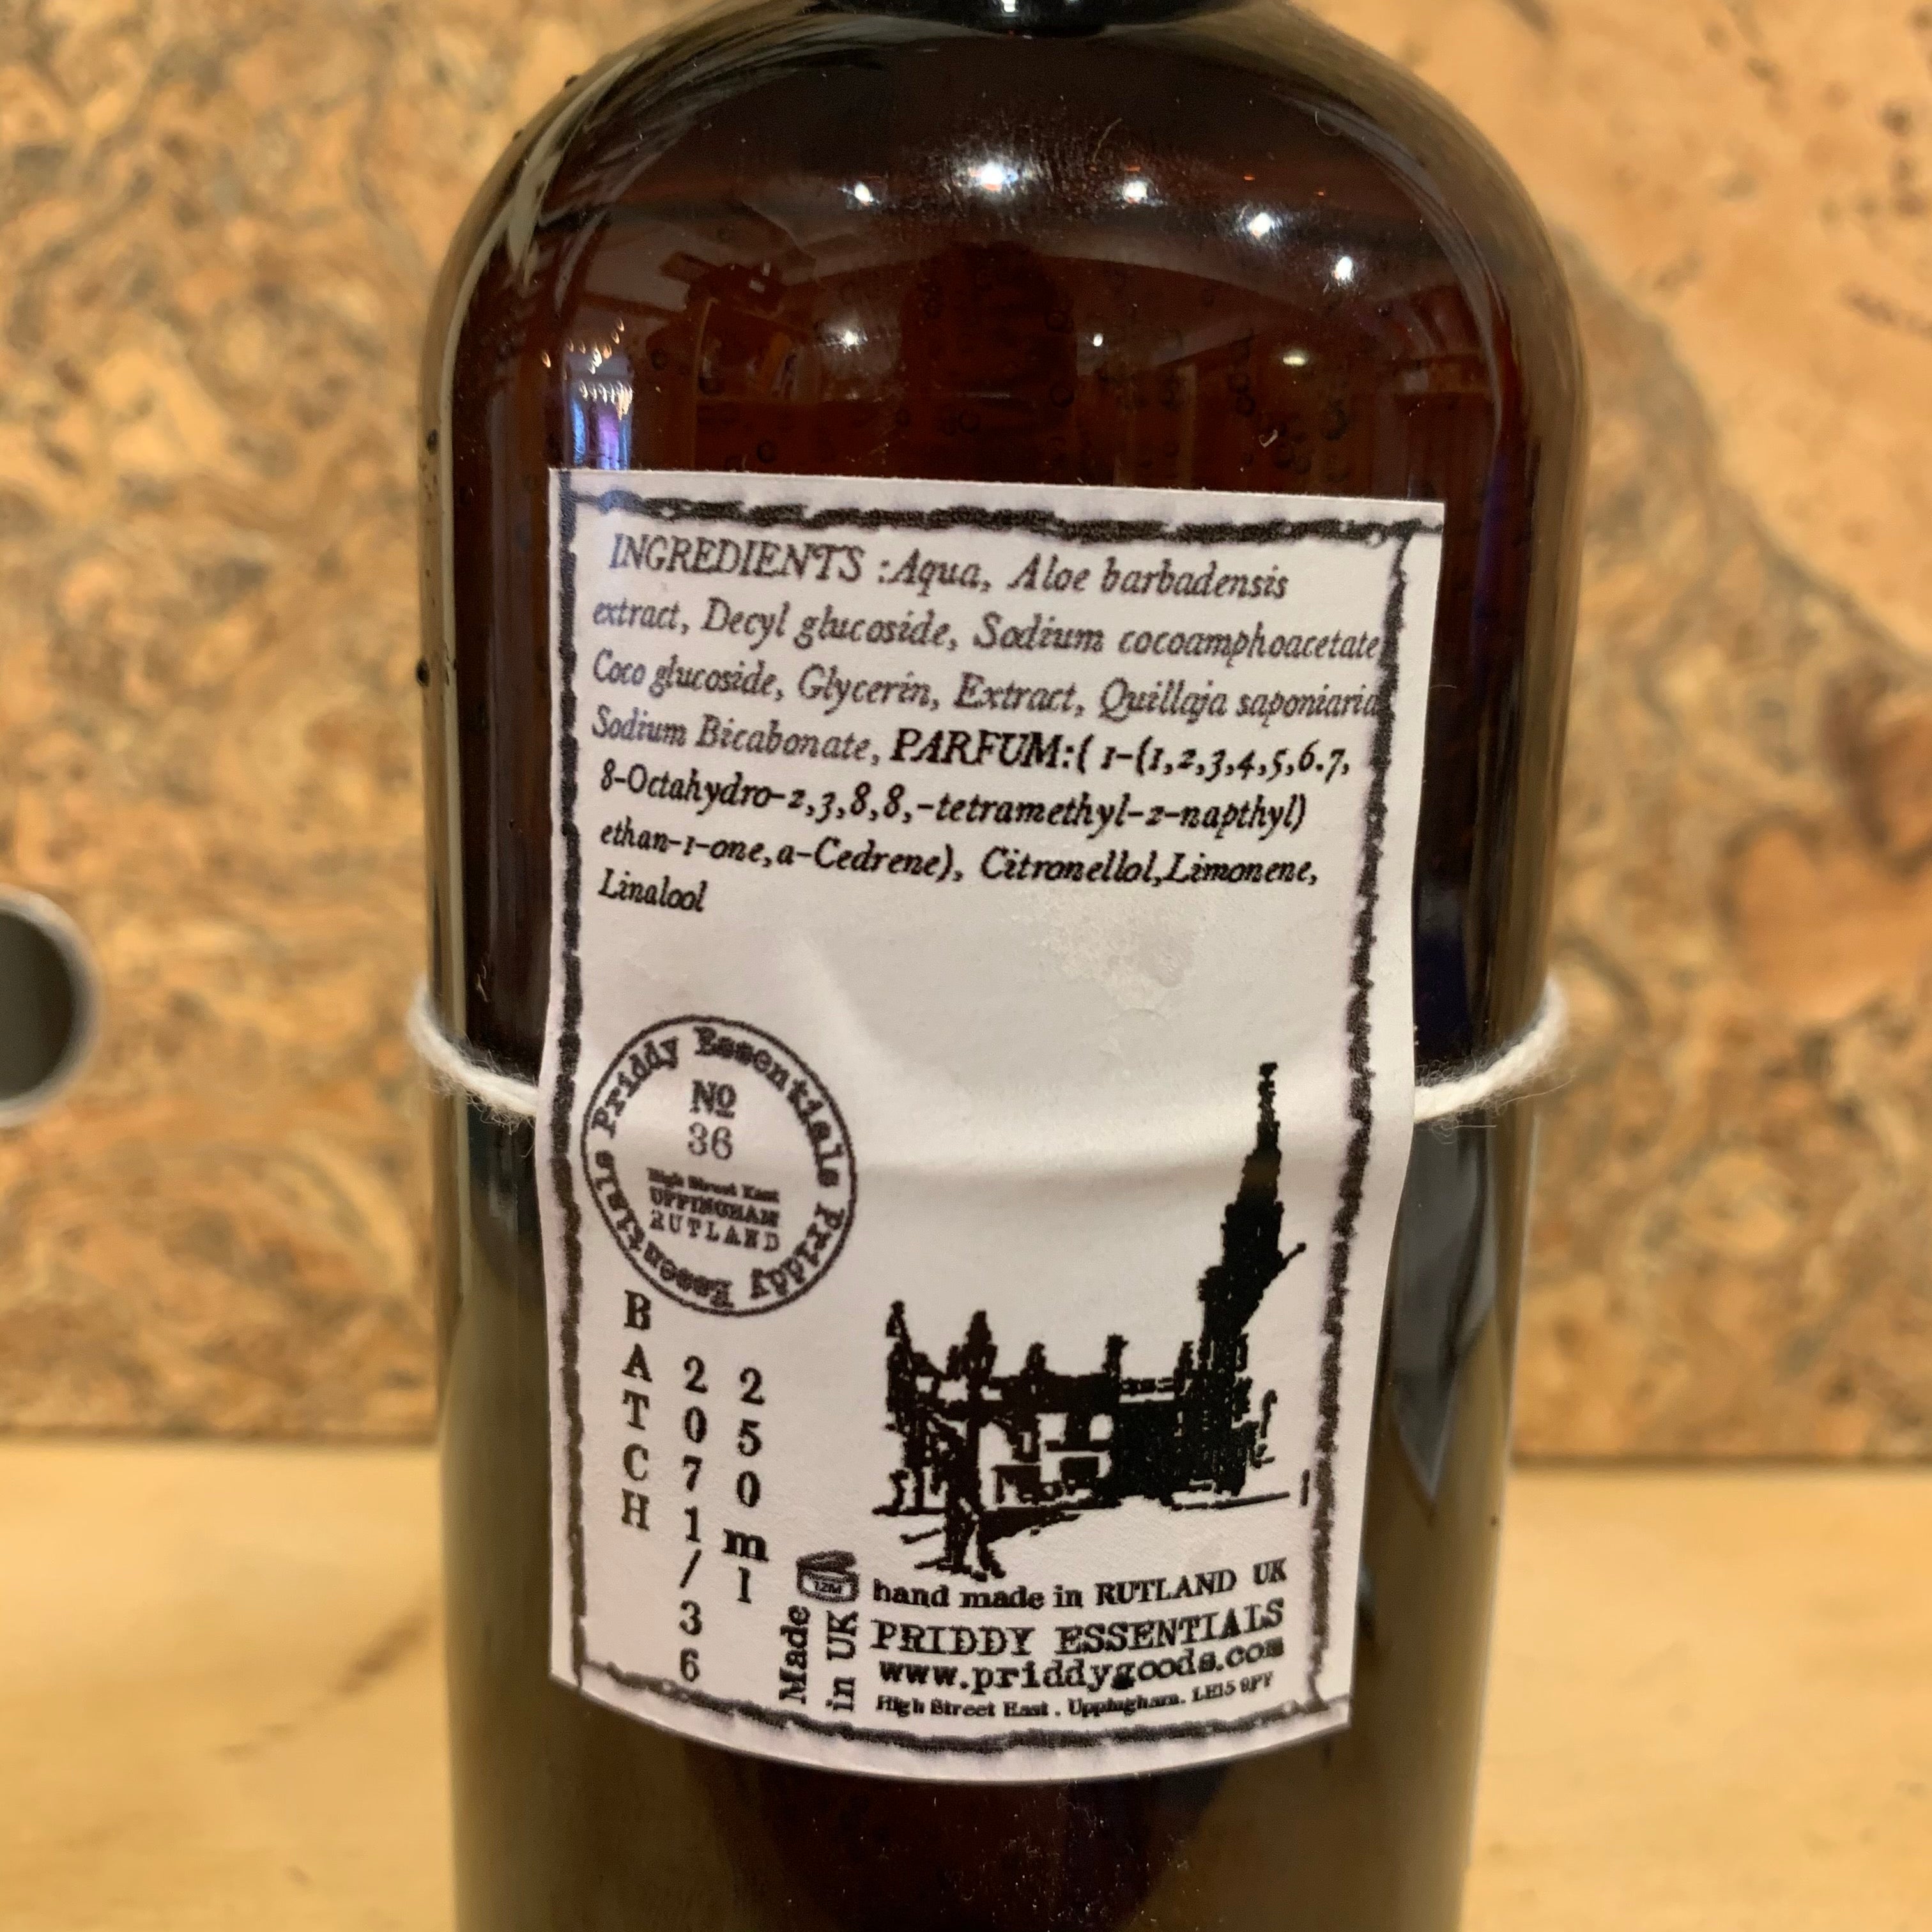 INGREDIENTS :Aqua, Aloe barbadensis
extract, Decyl glucoside, Sodium cocoamphoacetate
Coco glucoside, Glycerin, Extract, Quillaja saponiaria
Sodium Bicabonate, PARFUM:( 1-(1,2,3,4,5,6.7,
8-Octahydro-2,3,8,8,-tetramethyl-2-napthyl)
ethan-1-one,a-Cedrene), Citronellol,Limonene,
Linalool
Priddy Essentials Priddy Essentials
No
36
High Street East
UPPINGHAM
RUTLAND
BATCH
2071/36
250ml
12M
Made
in UK
hand made in RUTLAND UK
PRIDDY ESSENTIALS
www.priddygoods.com
High Street East . Uppingham. LE15 9PY